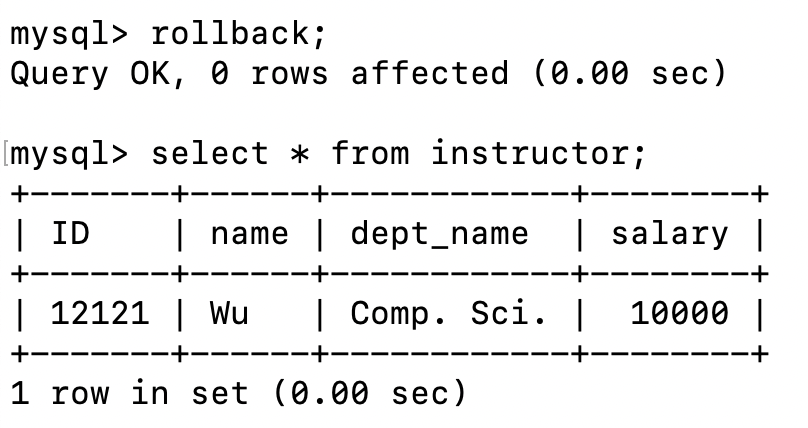 mysql> rollback;
Query OK, 0 rows affected (0.00 sec)

[mysql> select * from instructor;
+-------+------+------------+--------+
| ID    | name | dept_name  | salary |
+-------+------+------------+--------+
| 12121 | Wu   | Comp. Sci. |  10000 |
+-------+------+------------+--------+
1 row in set (0.00 sec)